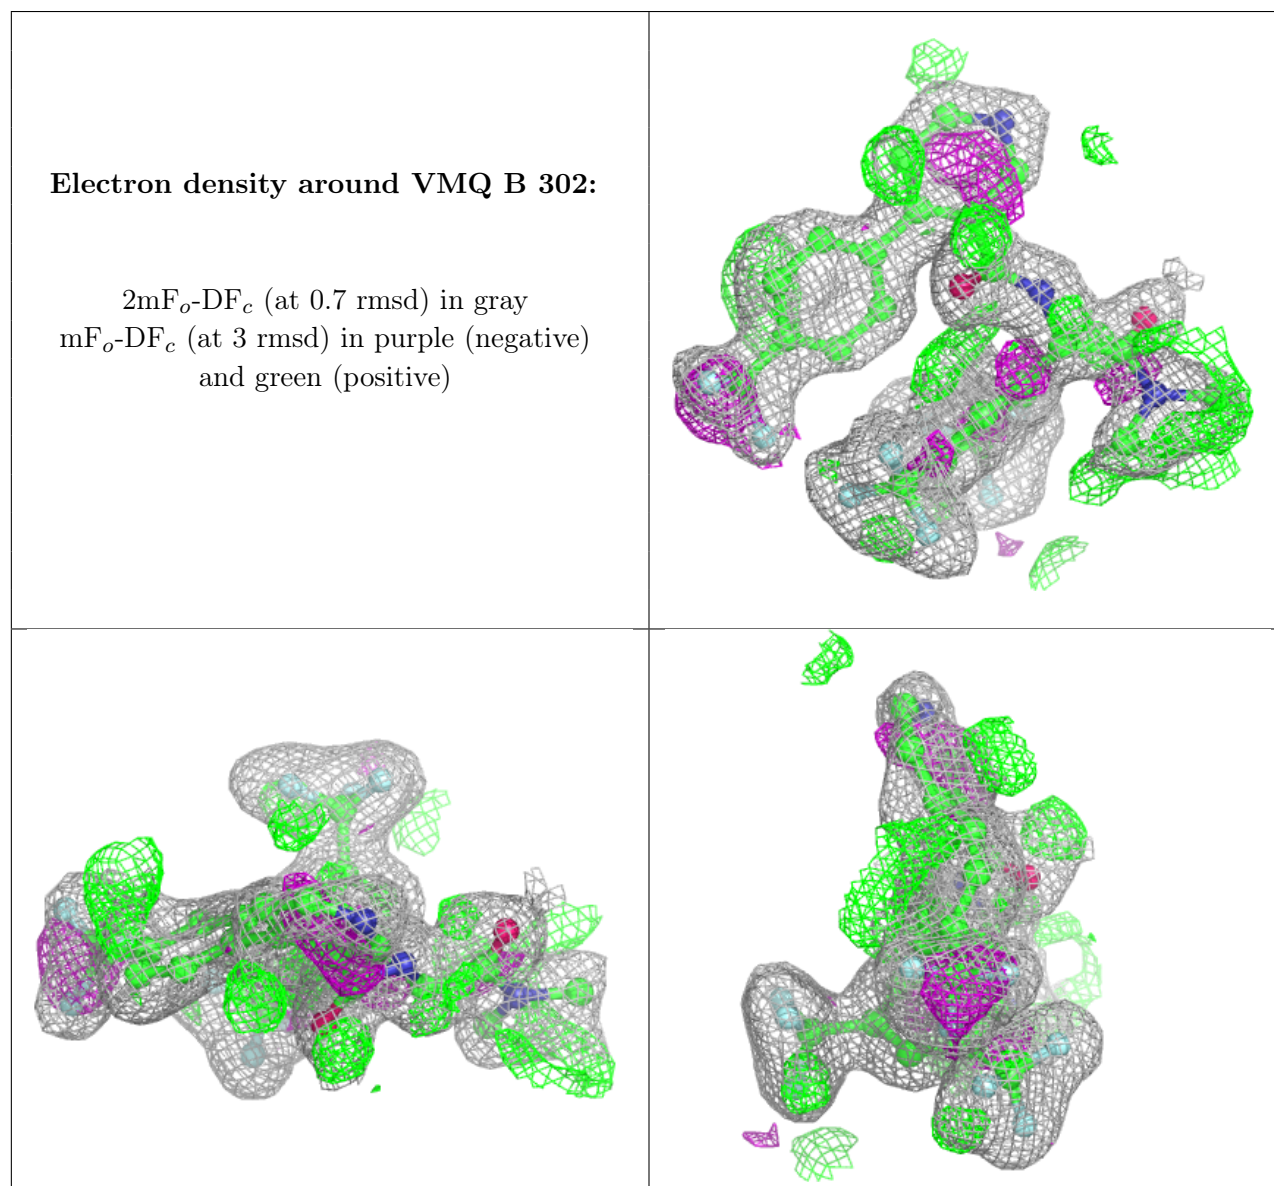 Electron density around VMQ B 302:
2mFo-DFc (at 0.7 rmsd) in gray
mFo-DFc (at 3 rmsd) in purple (negative)
and green (positive)